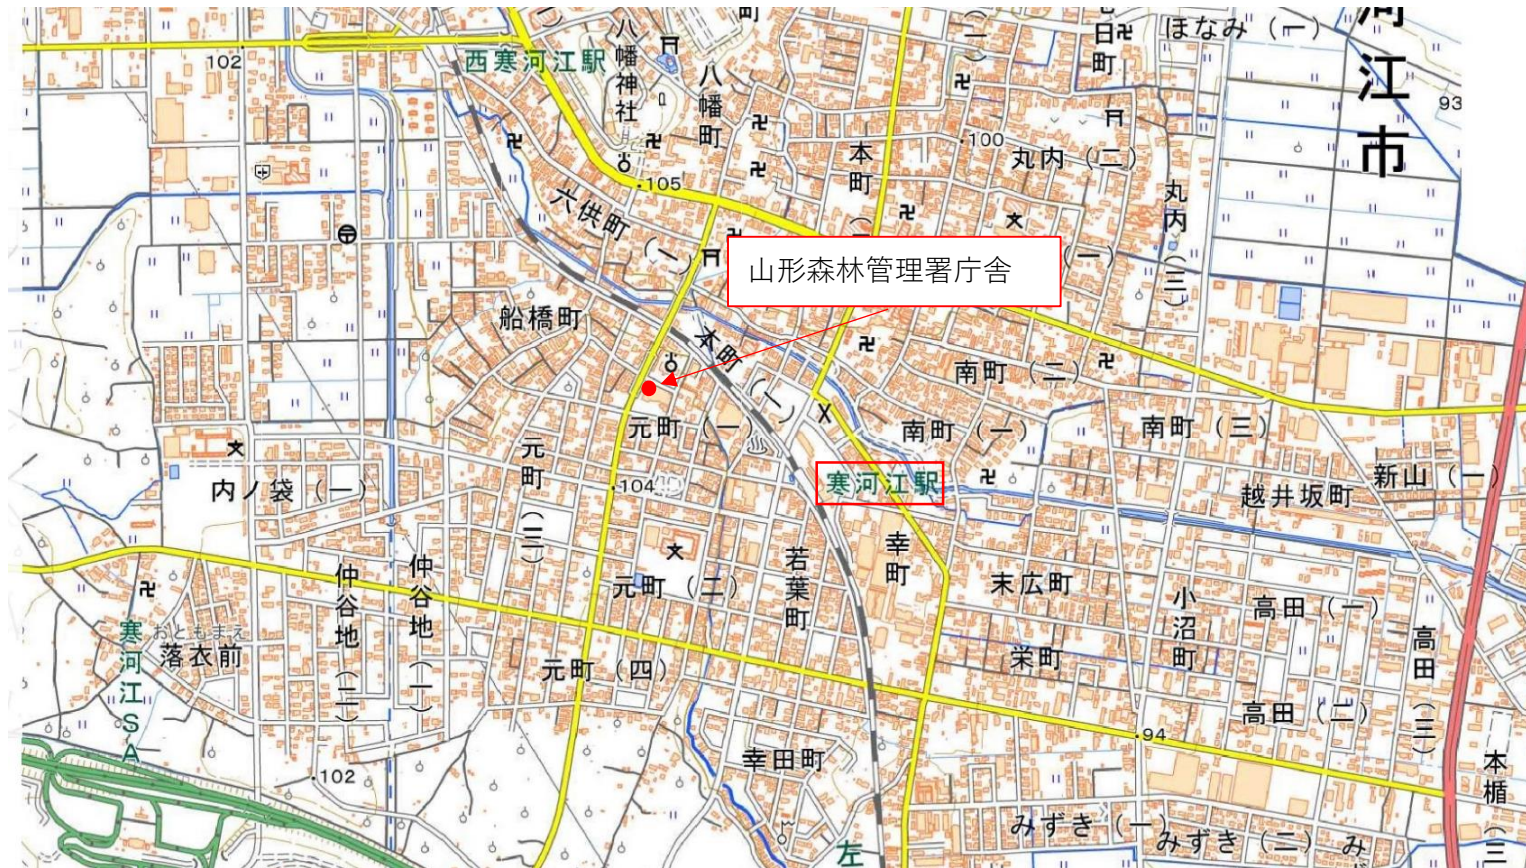 ほなみ（一）
河江市
七日町
町
八幡神社
西寒河江駅
八幡町
102
93
本町（
100
丸内（二）
丸内（三）
105
六供町（一）
山形森林管理署庁舎
（一）
船橋町
本町（一）
南町（二）
元町（一）
南町（一）
南町（三）
新山（一）
元町（三）
寒河江駅
越井坂町
内ノ袋（一）
104
幸町
若葉町
仲谷地（二）
仲谷地（一）
元町（二）
末広町
小沼町
高田（一）
寒河江SA
おともまえ
落衣前
元町（四）
栄町
高田（三）
高田（二）
94
幸田町
102
本楯（三
みずき（一）
みずき（二）
み
左